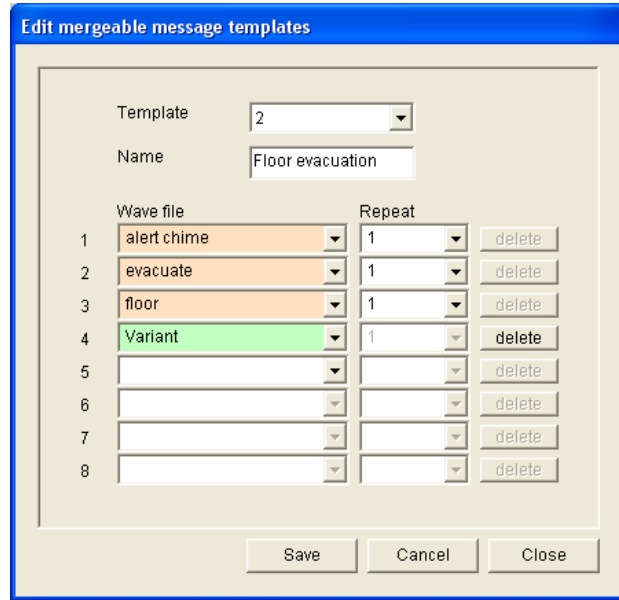 Edit mergeable message templates
Template 2
Name Floor evacuation
Wave file Repeat
1 alert chime 1 delete
2 evacuate 1 delete
3 floor 1 delete
4 Variant 1 delete
5 delete
6 delete
7 delete
8 delete
Save Cancel Close